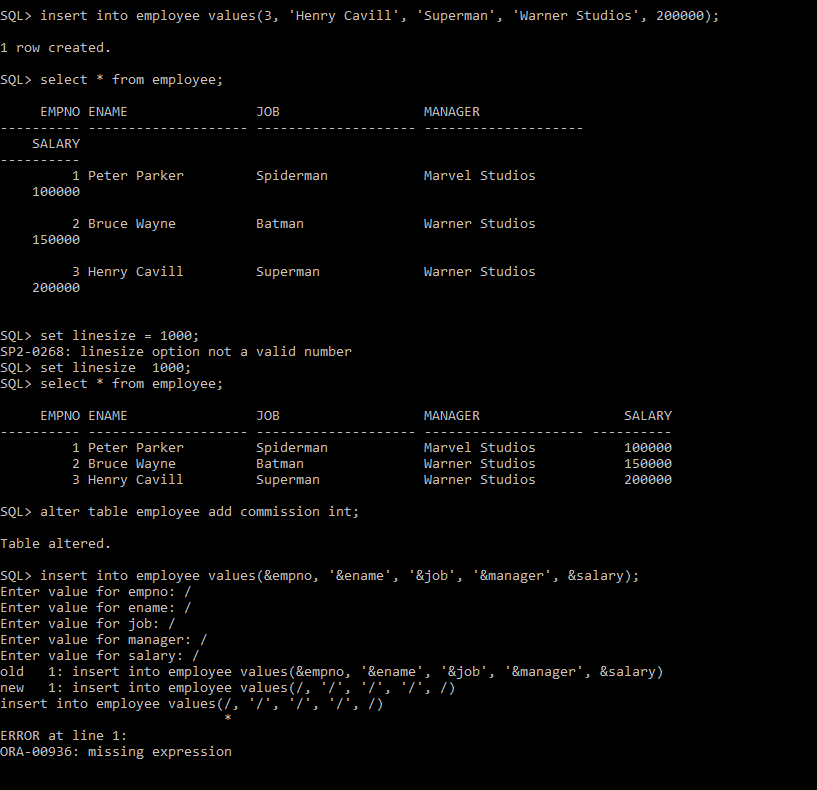 SQL> insert into employee values(3, 'Henry Cavill', 'Superman', 'Warner Studios', 200000);
1 row created.
SQL> select * from employee;
     EMPNO ENAME                JOB                  MANAGER
---------- -------------------- -------------------- --------------------
    SALARY
----------
         1 Peter Parker         Spiderman            Marvel Studios
    100000
         2 Bruce Wayne          Batman               Warner Studios
    150000
         3 Henry Cavill         Superman             Warner Studios
    200000
SQL> set linesize = 1000;
SP2-0268: linesize option not a valid number
SQL> set linesize  1000;
SQL> select * from employee;
     EMPNO ENAME                JOB                  MANAGER                  SALARY
---------- -------------------- -------------------- -------------------- ----------
         1 Peter Parker         Spiderman            Marvel Studios           100000
         2 Bruce Wayne          Batman               Warner Studios           150000
         3 Henry Cavill         Superman             Warner Studios           200000
SQL> alter table employee add commission int;
Table altered.
SQL> insert into employee values(&empno, '&ename', '&job', '&manager', &salary);
Enter value for empno: /
Enter value for ename: /
Enter value for job: /
Enter value for manager: /
Enter value for salary: /
old   1: insert into employee values(&empno, '&ename', '&job', '&manager', &salary)
new   1: insert into employee values(/, '/', '/', '/', /)
insert into employee values(/, '/', '/', '/', /)
                            *
ERROR at line 1:
ORA-00936: missing expression